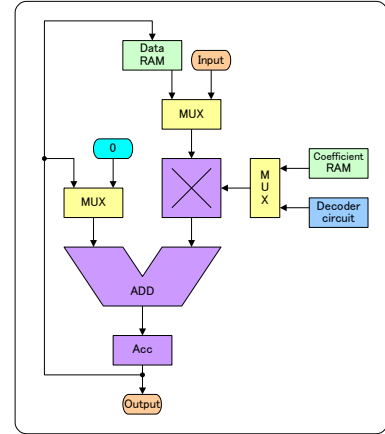 Data
RAM
Input
MUX
0
Coefficient
RAM
M
U
X
MUX
Decoder
circuit
ADD
Acc
Output